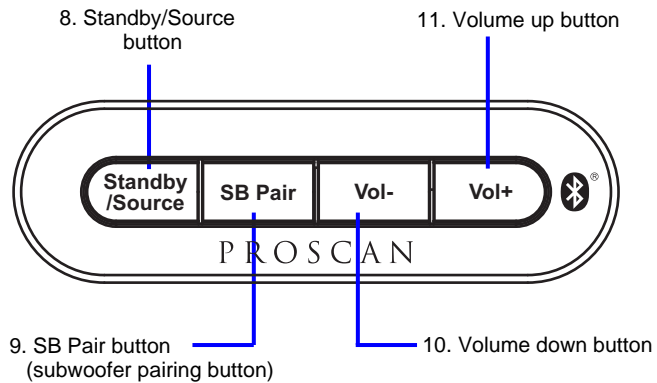 8. Standby/Source
button
11. Volume up button
Standby
/Source
SB Pair
Vol-
Vol+
®
PROSCAN
9. SB Pair button
(subwoofer pairing button)
10. Volume down button